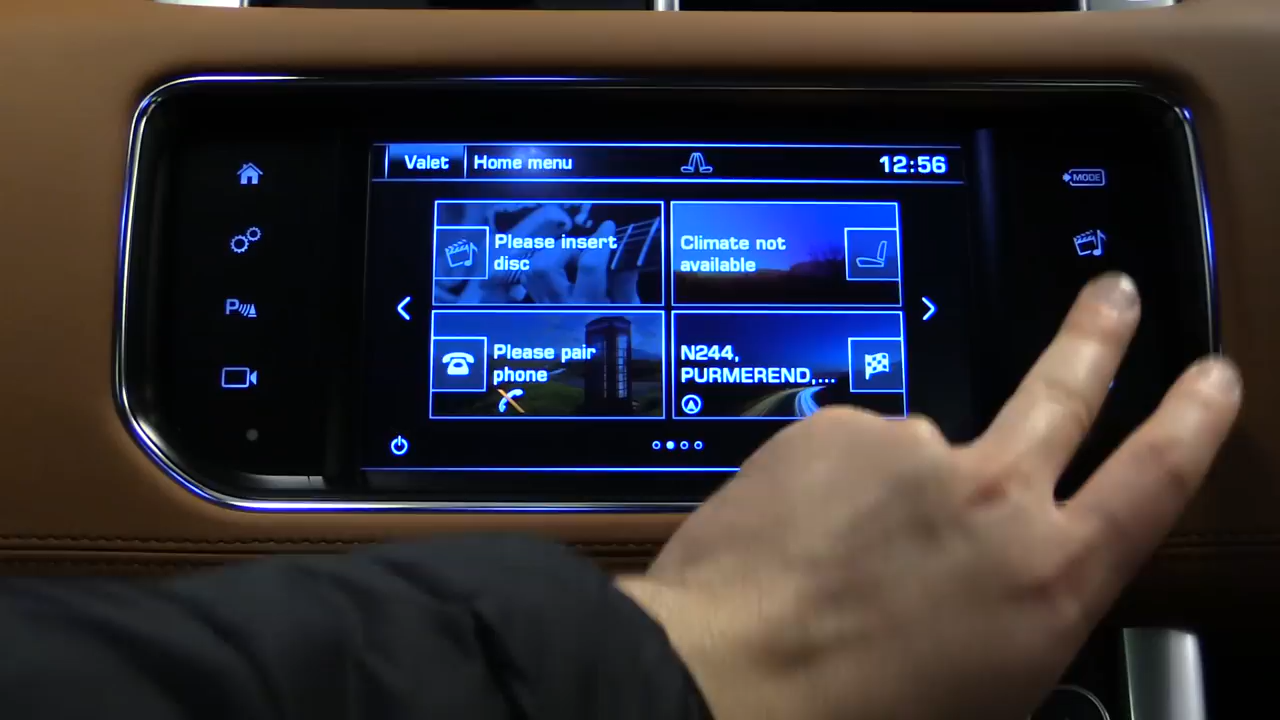 Valet
Home menu
12:56
MODE
Please insert
disc
Climate not
available
P
Please pair
phone
N244,
PURMEREND,...